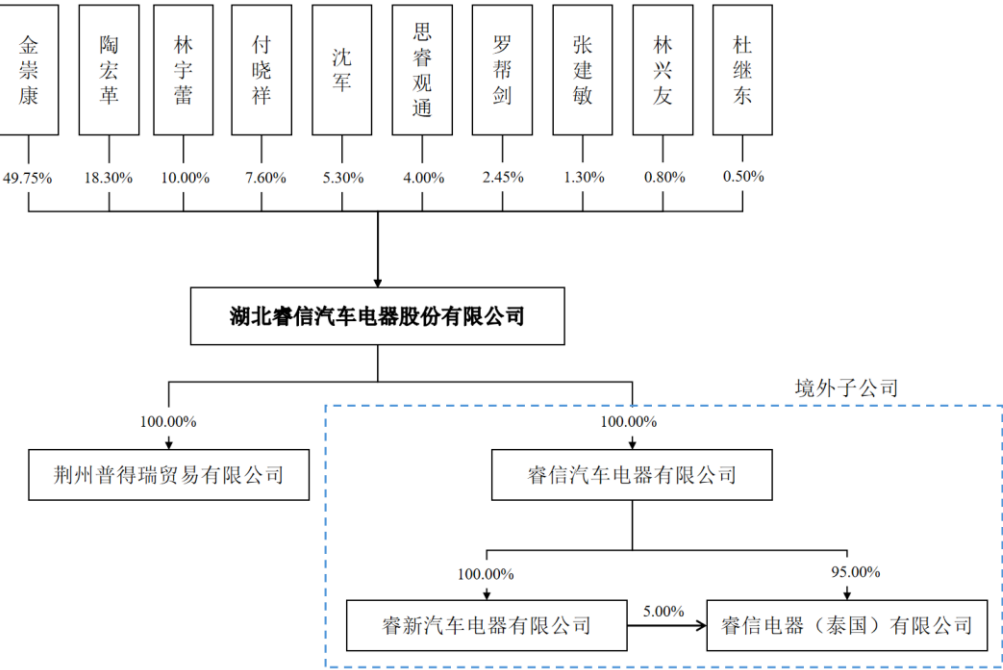 金崇康
陶宏革
林宇蕾
付晓祥
沈军
思睿观通
罗帮剑
张建敏
林兴友
杜继东
49.75%
18.30%
10.00%
7.60%
5.30%
4.00%
2.45%
1.30%
0.80%
0.50%
湖北睿信汽车电器股份有限公司
境外子公司
100.00%
100.00%
荆州普得瑞贸易有限公司
睿信汽车电器有限公司
100.00%
95.00%
睿新汽车电器有限公司
5.00%
睿信电器（泰国）有限公司